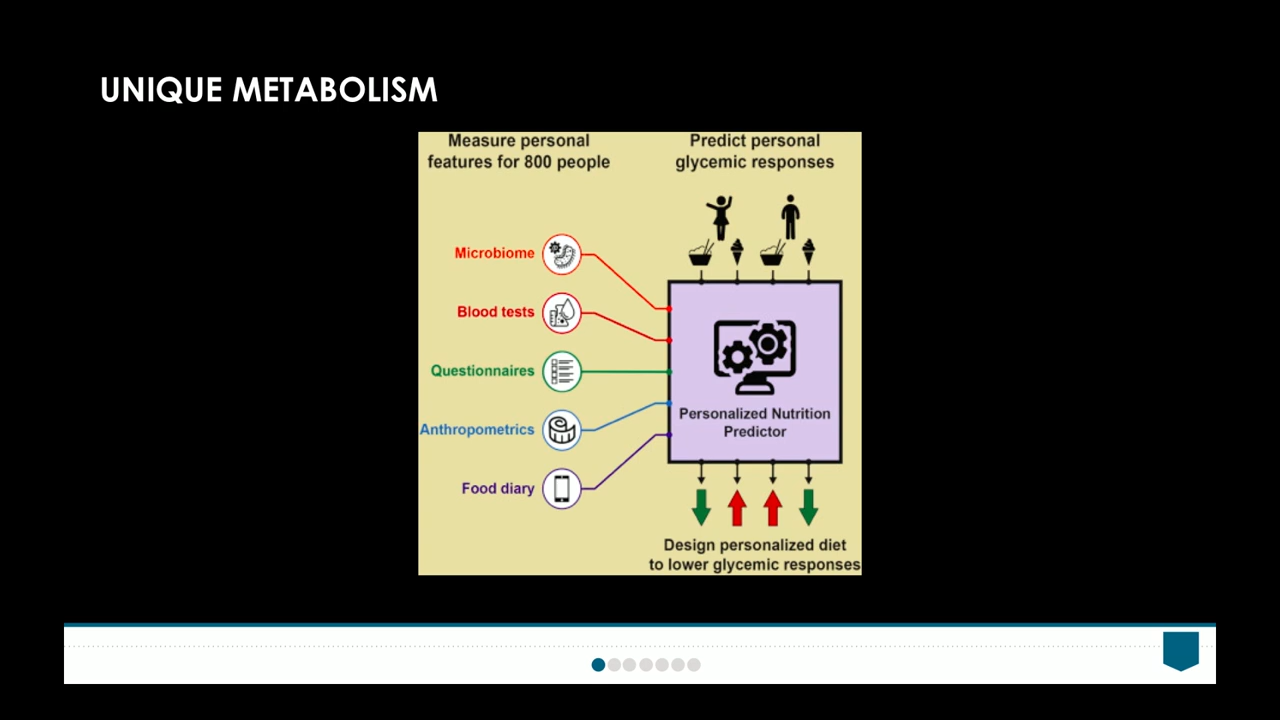 UNIQUE METABOLISM
Measure personal
features for 800 people
Predict personal
glycemic responses
Microbiome
Blood tests
Questionnaires
Anthropometrics
Food diary
Personalized Nutrition
Predictor
Design personalized diet
to lower glycemic responses